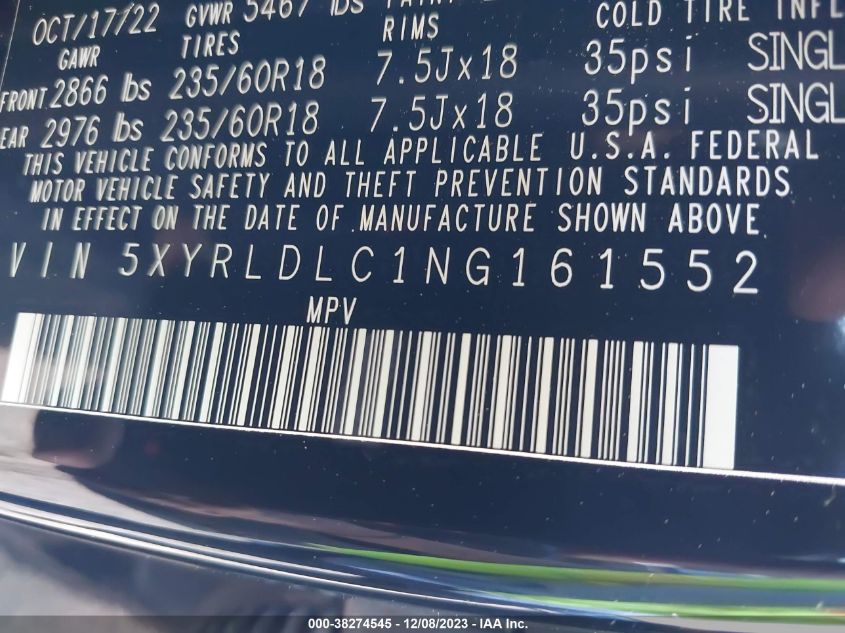 OCT/17/22 GVWR 5467 lbs
GAWR TIRES RIMS COLD TIRE INFL
FRONT 2866 lbs 235/60R18 7.5Jx18 35psi SINGL
EAR 2976 lbs 235/60R18 7.5Jx18 35psi SINGL
THIS VEHICLE CONFORMS TO ALL APPLICABLE U.S.A. FEDERAL
MOTOR VEHICLE SAFETY AND THEFT PREVENTION STANDARDS
IN EFFECT ON THE DATE OF MANUFACTURE SHOWN ABOVE
VIN 5XYRLDLC1NG161552
MPV
000-38274545 - 12/08/2023 - IAA Inc.